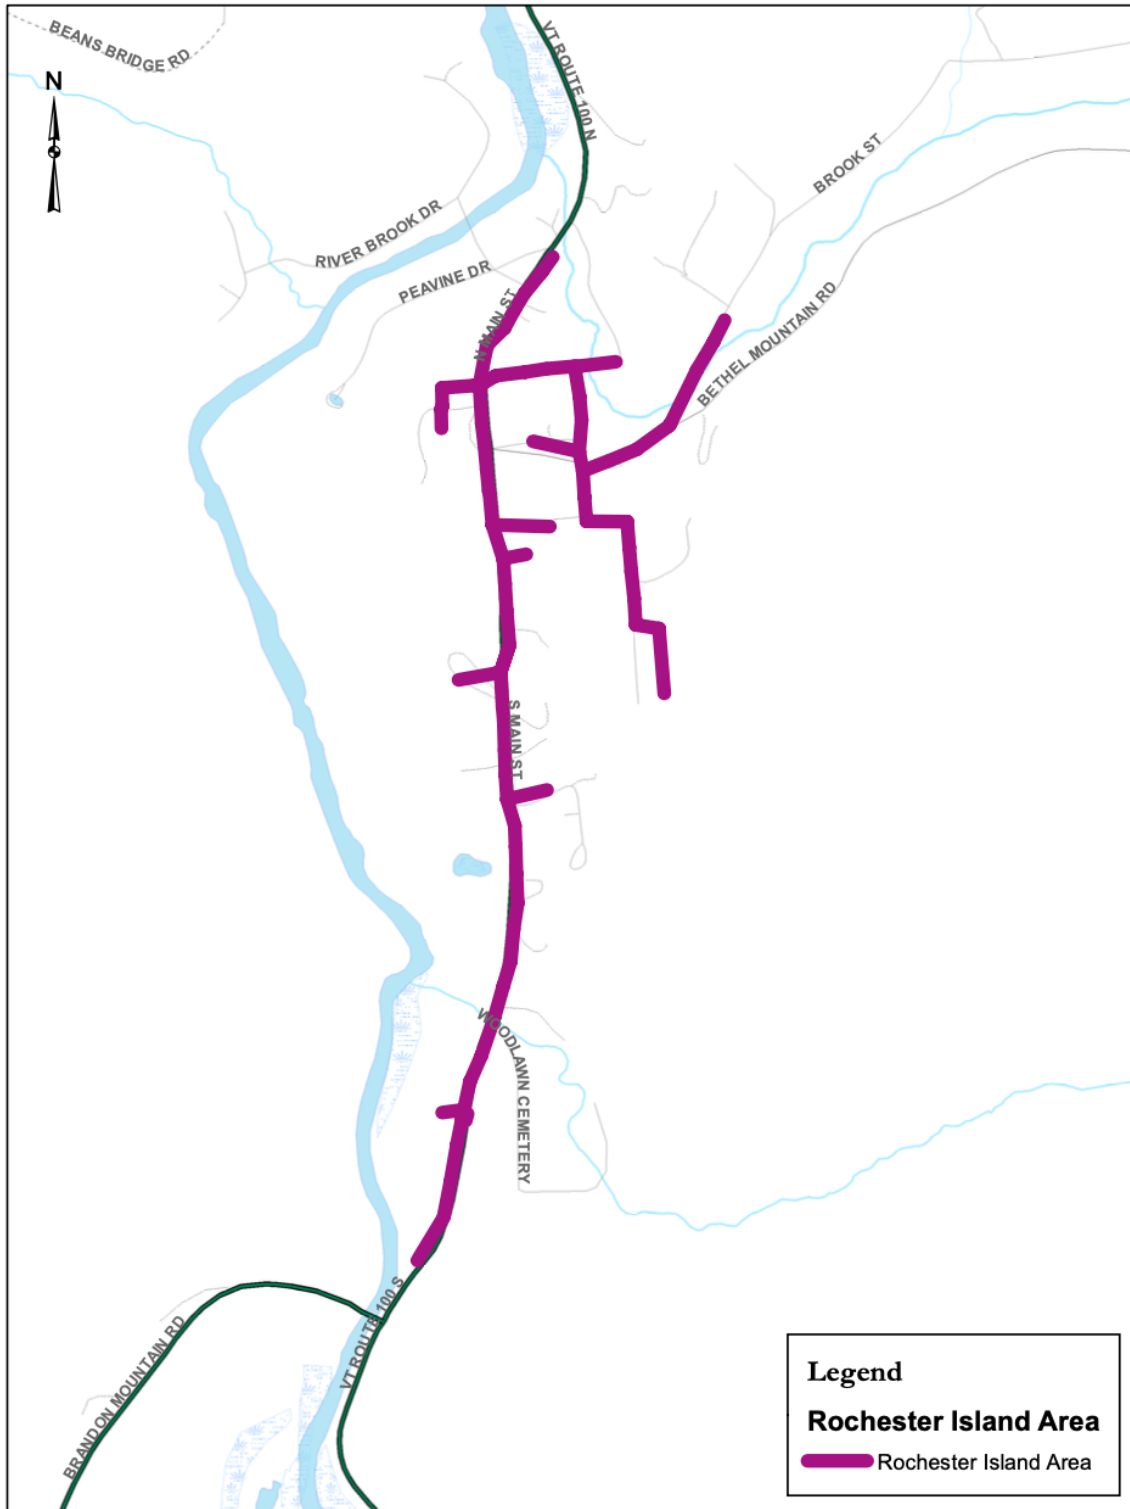 BEANS BRIDGE RD
VT ROUTE 100 N
N
BROOK ST
RIVER BROOK DR
PEAVINE DR
N MAIN ST
BETHEL MOUNTAIN RD
S MAIN ST
WOODLAWN CEMETERY
VT ROUTE 100 S
BRANDON MOUNTAIN RD
Legend
Rochester Island Area
Rochester Island Area